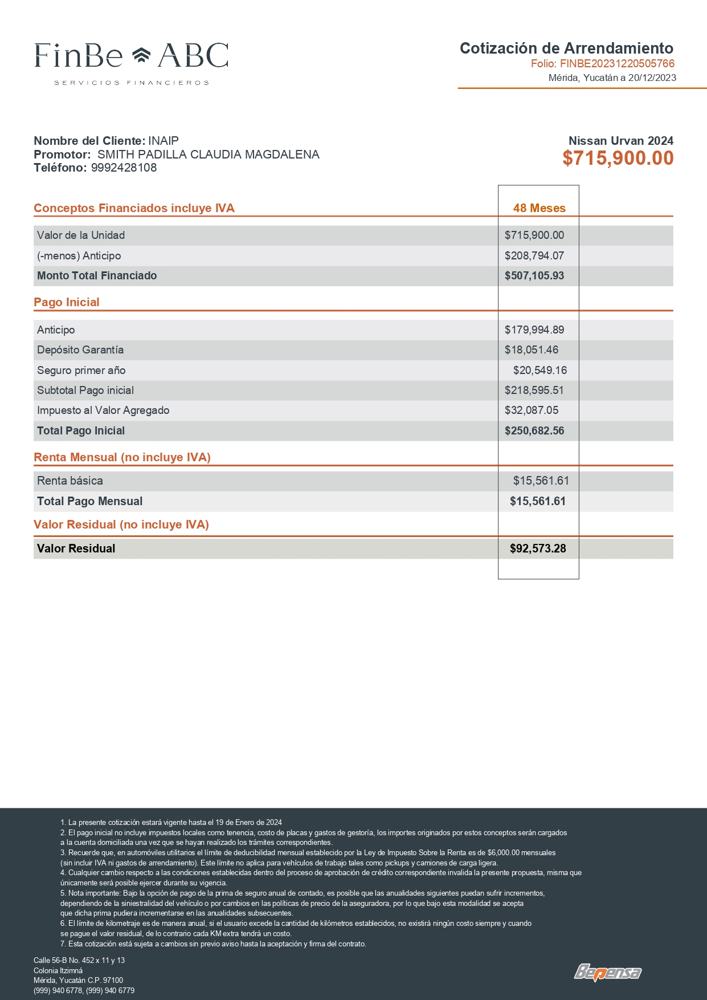 FinBe ABC
SERVICIOS FINANCIEROS
Cotización de Arrendamiento
Folio: FINBE20231220505766
Mérida, Yucatán a 20/12/2023
Nombre del Cliente: INAIP
Promotor: SMITH PADILLA CLAUDIA MAGDALENA
Teléfono: 9992428108
Nissan Urvan 2024
$715,900.00
Conceptos Financiados incluye IVA 48 Meses
Valor de la Unidad $715,900.00
(-menos) Anticipo $208,794.07
Monto Total Financiado $507,105.93
Pago Inicial
Anticipo $179,994.89
Depósito Garantía $18,051.46
Seguro primer año $20,549.16
Subtotal Pago inicial $218,595.51
Impuesto al Valor Agregado $32,087.05
Total Pago Inicial $250,682.56
Renta Mensual (no incluye IVA)
Renta básica $15,561.61
Total Pago Mensual $15,561.61
Valor Residual (no incluye IVA)
Valor Residual $92,573.28
1. La presente cotización estará vigente hasta el 19 de Enero de 2024
2. El pago inicial no incluye impuestos locales como tenencia, costo de placas y gastos de gestoría, los importes originados por estos conceptos serán cargados
a la cuenta domiciliada una vez que se hayan realizado los trámites correspondientes.
3. Recuerde que, en automóviles utilitarios el límite de deducibilidad mensual establecido por la Ley de Impuesto Sobre la Renta es de $6,000.00 mensuales
(sin incluir IVA ni gastos de arrendamiento). Este límite no aplica para vehículos de trabajo tales como pickups y camiones de carga ligera.
4. Cualquier cambio respecto a las condiciones establecidas dentro del proceso de aprobación de crédito correspondiente invalida la presente propuesta, misma que
únicamente será posible ejercer durante su vigencia.
5. Nota importante: Bajo la opción de pago de la prima de seguro anual de contado, es posible que las anualidades siguientes puedan sufrir incrementos,
dependiendo de la siniestralidad del vehículo o por cambios en las políticas de precio de la aseguradora, por lo que bajo esta modalidad se acepta
que dicha prima pudiera incrementarse en las anualidades subsecuentes.
6. El límite de kilometraje es de manera anual, si el usuario excede la cantidad de kilómetros establecidos, no existirá ningún costo siempre y cuando
se pague el valor residual, de lo contrario cada KM extra tendrá un costo.
7. Esta cotización está sujeta a cambios sin previo aviso hasta la aceptación y firma del contrato.
Calle 56-B No. 452 x 11 y 13
Colonia Itzimná
Mérida, Yucatán C.P. 97100
(999) 940 6778, (999) 940 6779
Bepensa